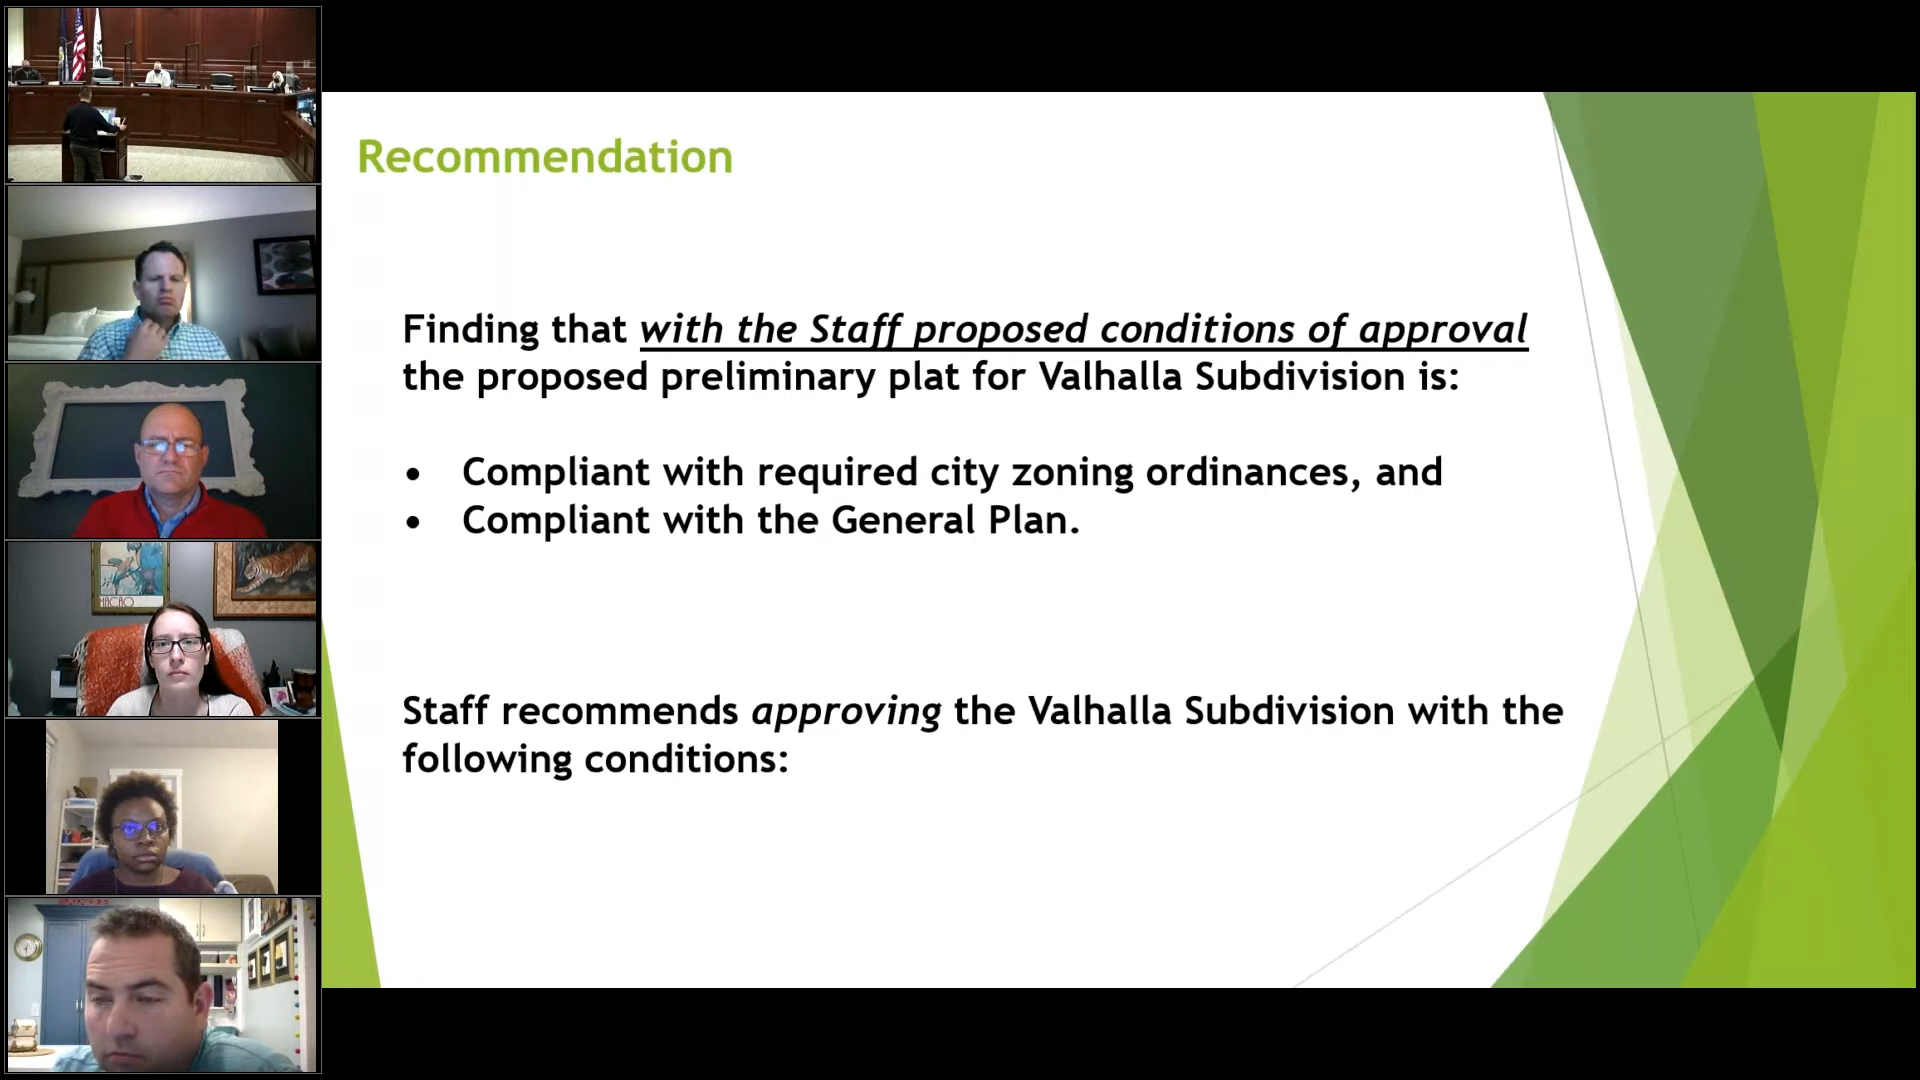 Recommendation
Finding that with the Staff proposed conditions of approval
the proposed preliminary plat for Valhalla Subdivision is:
• Compliant with required city zoning ordinances, and
• Compliant with the General Plan.
Staff recommends approving the Valhalla Subdivision with the
following conditions:
MACAO